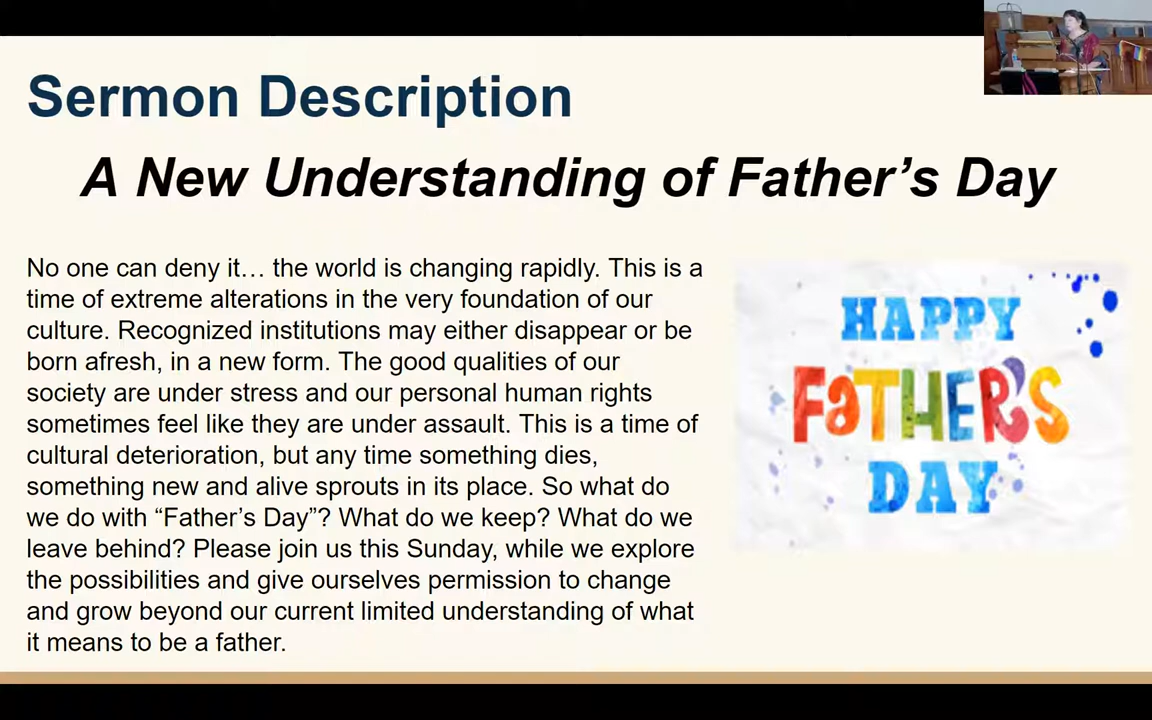 Sermon Description
A New Understanding of Father’s Day
No one can deny it… the world is changing rapidly. This is a
time of extreme alterations in the very foundation of our
culture. Recognized institutions may either disappear or be
born afresh, in a new form. The good qualities of our
society are under stress and our personal human rights
sometimes feel like they are under assault. This is a time of
cultural deterioration, but any time something dies,
something new and alive sprouts in its place. So what do
we do with “Father’s Day”? What do we keep? What do we
leave behind? Please join us this Sunday, while we explore
the possibilities and give ourselves permission to change
and grow beyond our current limited understanding of what
it means to be a father.
HAPPY
FaTHER’S
DAY